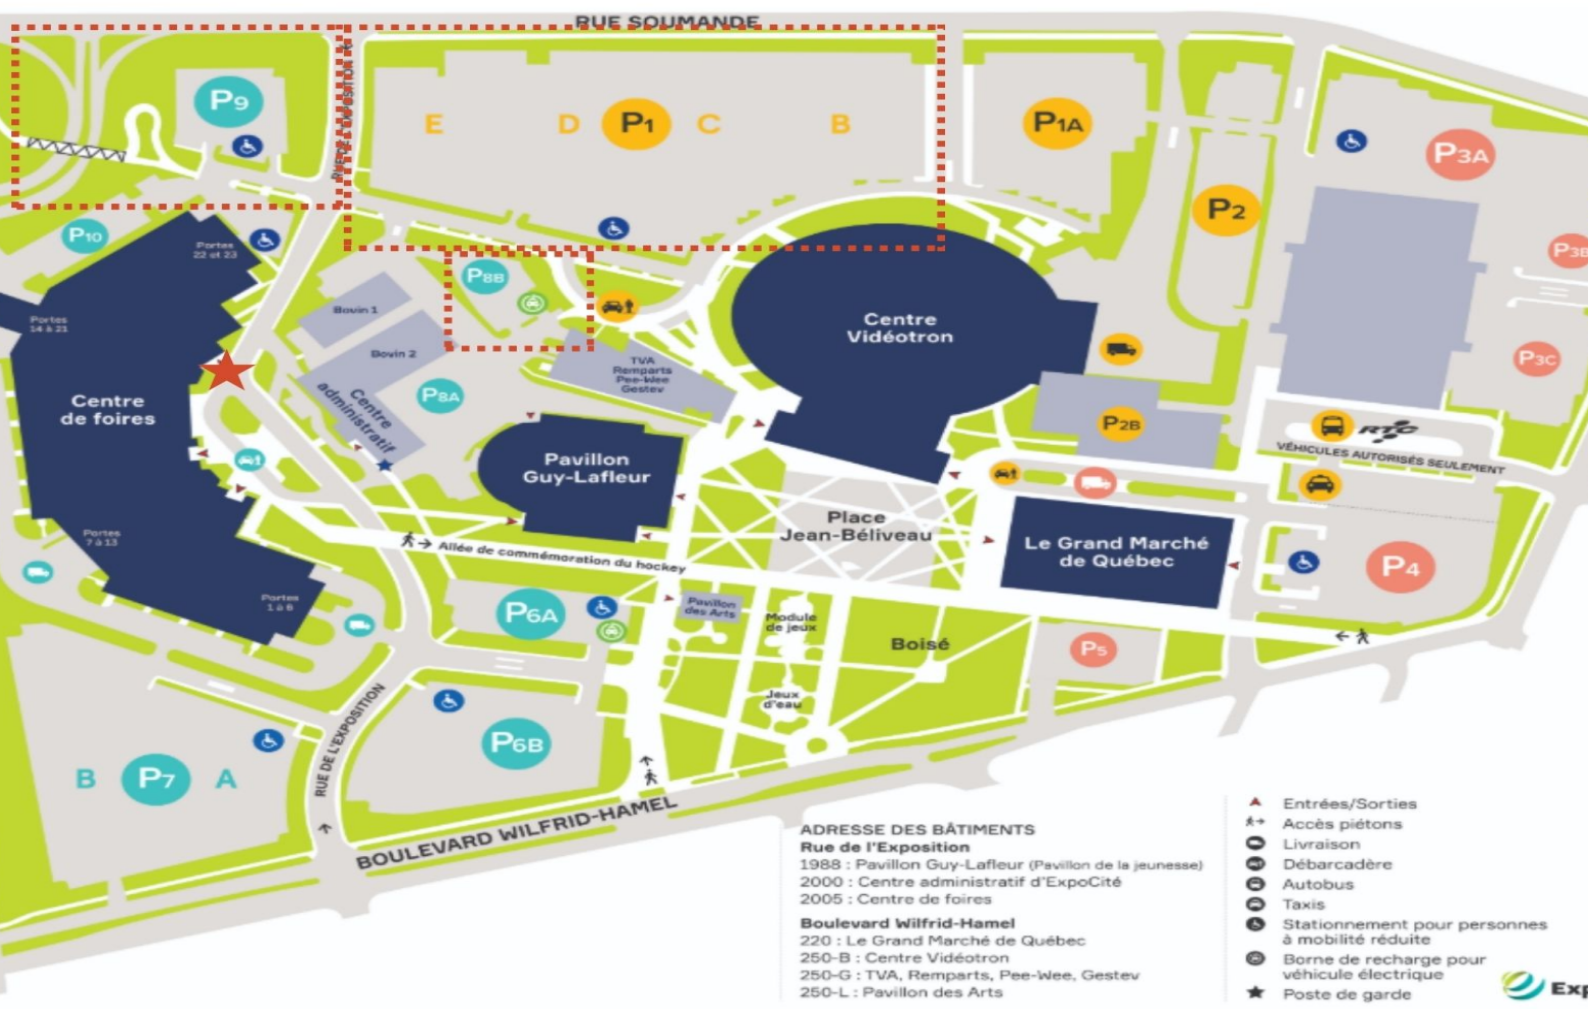 RUE SOUMANDE
RUE DE L'EXPOSITION
P9
E
D
P1
C
B
P1A
P2
P3A
P3B
P3C
P10
Portes
22 et 23
P8B
Portes
14 à 21
Bovin 1
Bovin 2
Centre
administratif
P8A
TVA
Remparts
Pee-Wee
Gestev
Centre
Vidéotron
P2B
RTC
VÉHICULES AUTORISÉS SEULEMENT
Centre
de foires
Pavillon
Guy-Lafleur
Place
Jean-Béliveau
Le Grand Marché
de Québec
P4
Portes
7 à 13
Allée de commémoration du hockey
Portes
1 à 6
P6A
Pavillon
des Arts
Module
de jeux
Boisé
P5
Jeux
d'eau
B
P7
A
RUE DE L'EXPOSITION
P6B
BOULEVARD WILFRID-HAMEL
ADRESSE DES BÂTIMENTS
Rue de l'Exposition
1988 : Pavillon Guy-Lafleur (Pavillon de la jeunesse)
2000 : Centre administratif d'ExpoCité
2005 : Centre de foires
Boulevard Wilfrid-Hamel
220 : Le Grand Marché de Québec
250-B : Centre Vidéotron
250-G : TVA, Remparts, Pee-Wee, Gestev
250-L : Pavillon des Arts
Entrées/Sorties
Accès piétons
Livraison
Débarcadère
Autobus
Taxis
Stationnement pour personnes
à mobilité réduite
Borne de recharge pour
véhicule électrique
Poste de garde
Exp